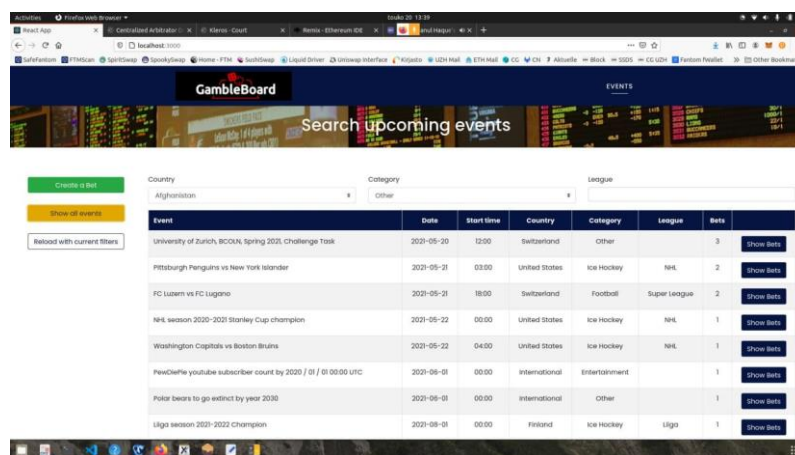 Activities Firefox Web Browser
touko 20 13:39
React App
Kleros · Court
Remix - Ethereum IDE
localhost:3000
SafeFantom FTMScan SpiritSwap SpookySwap Home - FTM SushiSwap Liquid Driver Uniswap Interface Kirjasto UZH Mail ETH Mail CG CN Aktuelle Block SSDS CG UZH Fantom fWallet Other Bookmar
GambleBoard
EVENTS
Search upcoming events
Create a Bet
Show all events
Reload with current filters
Country Category League
Afghanistan Other
Event Date Start time Country Category League Bets
University of Zurich, BCOLN, Spring 2021, Challenge Task 2021-05-20 12:00 Switzerland Other 3 Show Bets
Pittsburgh Penguins vs New York Islander 2021-05-21 03:00 United States Ice Hockey NHL 2 Show Bets
FC Luzern vs FC Lugano 2021-05-21 18:00 Switzerland Football Super League 2 Show Bets
NHL season 2020-2021 Stanley Cup champion 2021-05-22 00:00 United States Ice Hockey NHL 1 Show Bets
Washington Capitals vs Boston Bruins 2021-05-22 04:00 United States Ice Hockey NHL 1 Show Bets
PewDiePie youtube subscriber count by 2020 / 01 / 01 00:00 UTC 2021-06-01 00:00 International Entertainment 1 Show Bets
Polar bears to go extinct by year 2030 2021-06-01 00:00 International Other 1 Show Bets
Liiga season 2021-2022 Champion 2021-08-01 00:00 Finland Ice Hockey Liiga 1 Show Bets